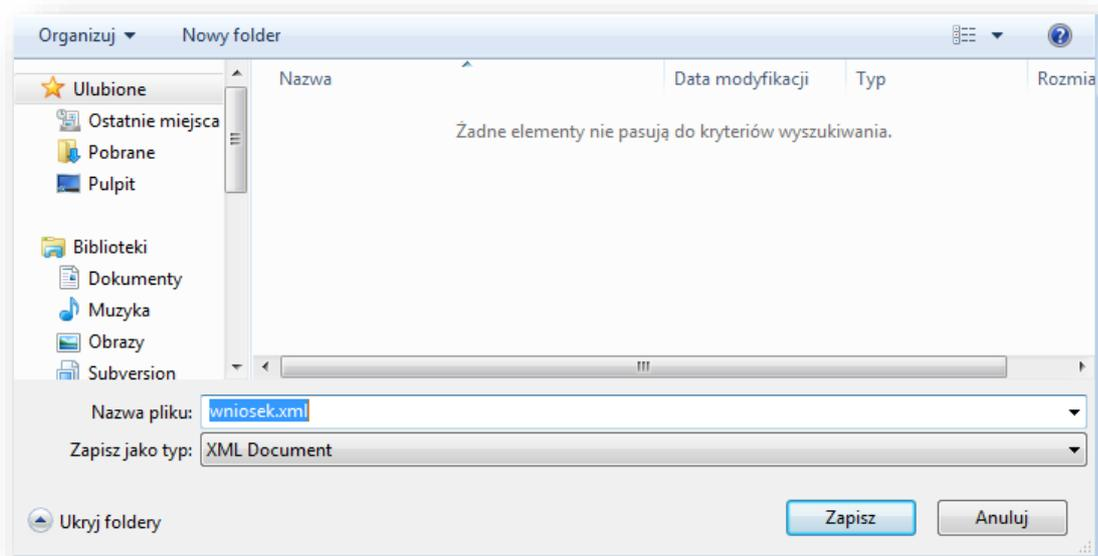 Organizuj Nowy folder
Ulubione
Ostatnie miejsca
Pobrane
Pulpit
Biblioteki
Dokumenty
Muzyka
Obrazy
Subversion
Nazwa Data modyfikacji Typ Rozmia
Żadne elementy nie pasują do kryteriów wyszukiwania.
Nazwa pliku: wniosek.xml
Zapisz jako typ: XML Document
Ukryj foldery Zapisz Anuluj